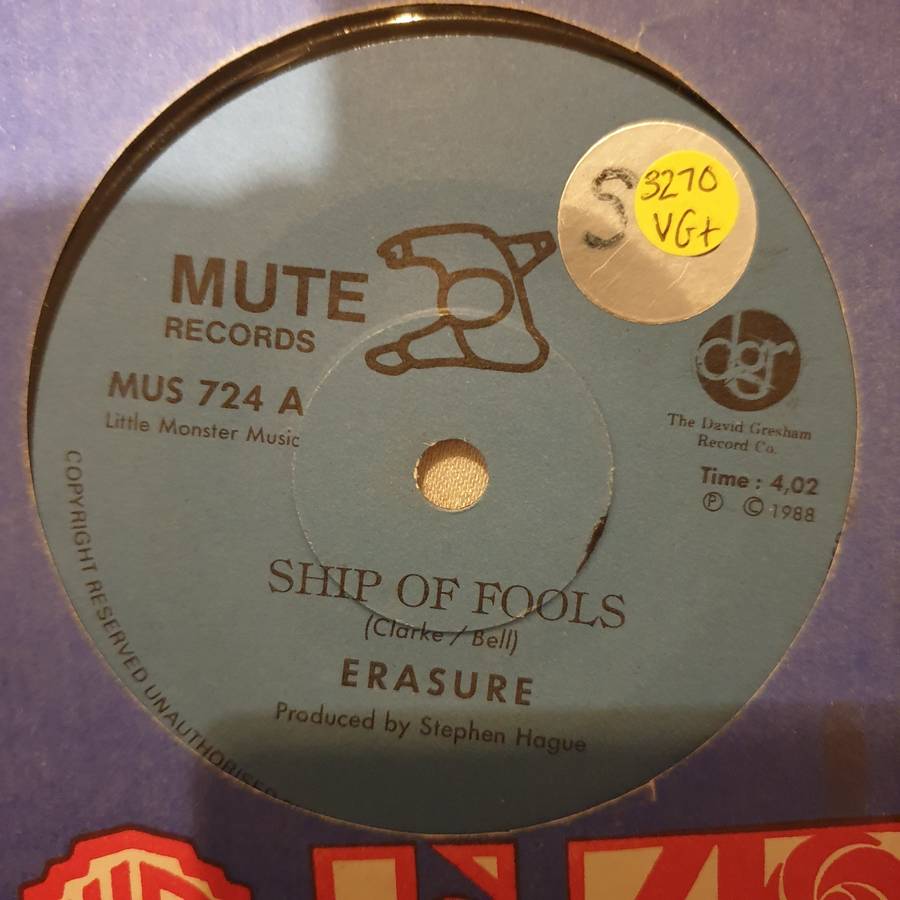 S
3270
VG+
MUTE
RECORDS
MUS 724 A
Little Monster Music
dgr
The David Gresham
Record Co.
Time : 4,02
Ⓟ © 1988
SHIP OF FOOLS
(Clarke / Bell)
ERASURE
Produced by Stephen Hague
COPYRIGHT RESERVED UNAUTHORISED